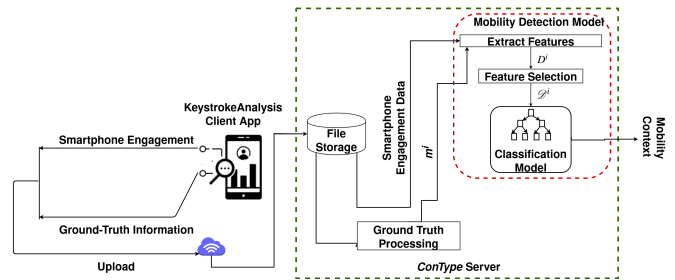 Mobility Detection Model
Extract Features
D^i
Feature Selection
𝒟^i
Classification
Model
Mobility
Context
KeystrokeAnalysis
Client App
Smartphone Engagement
Ground-Truth Information
Upload
File
Storage
Smartphone
Engagement Data
m^i
Ground Truth
Processing
ConType Server